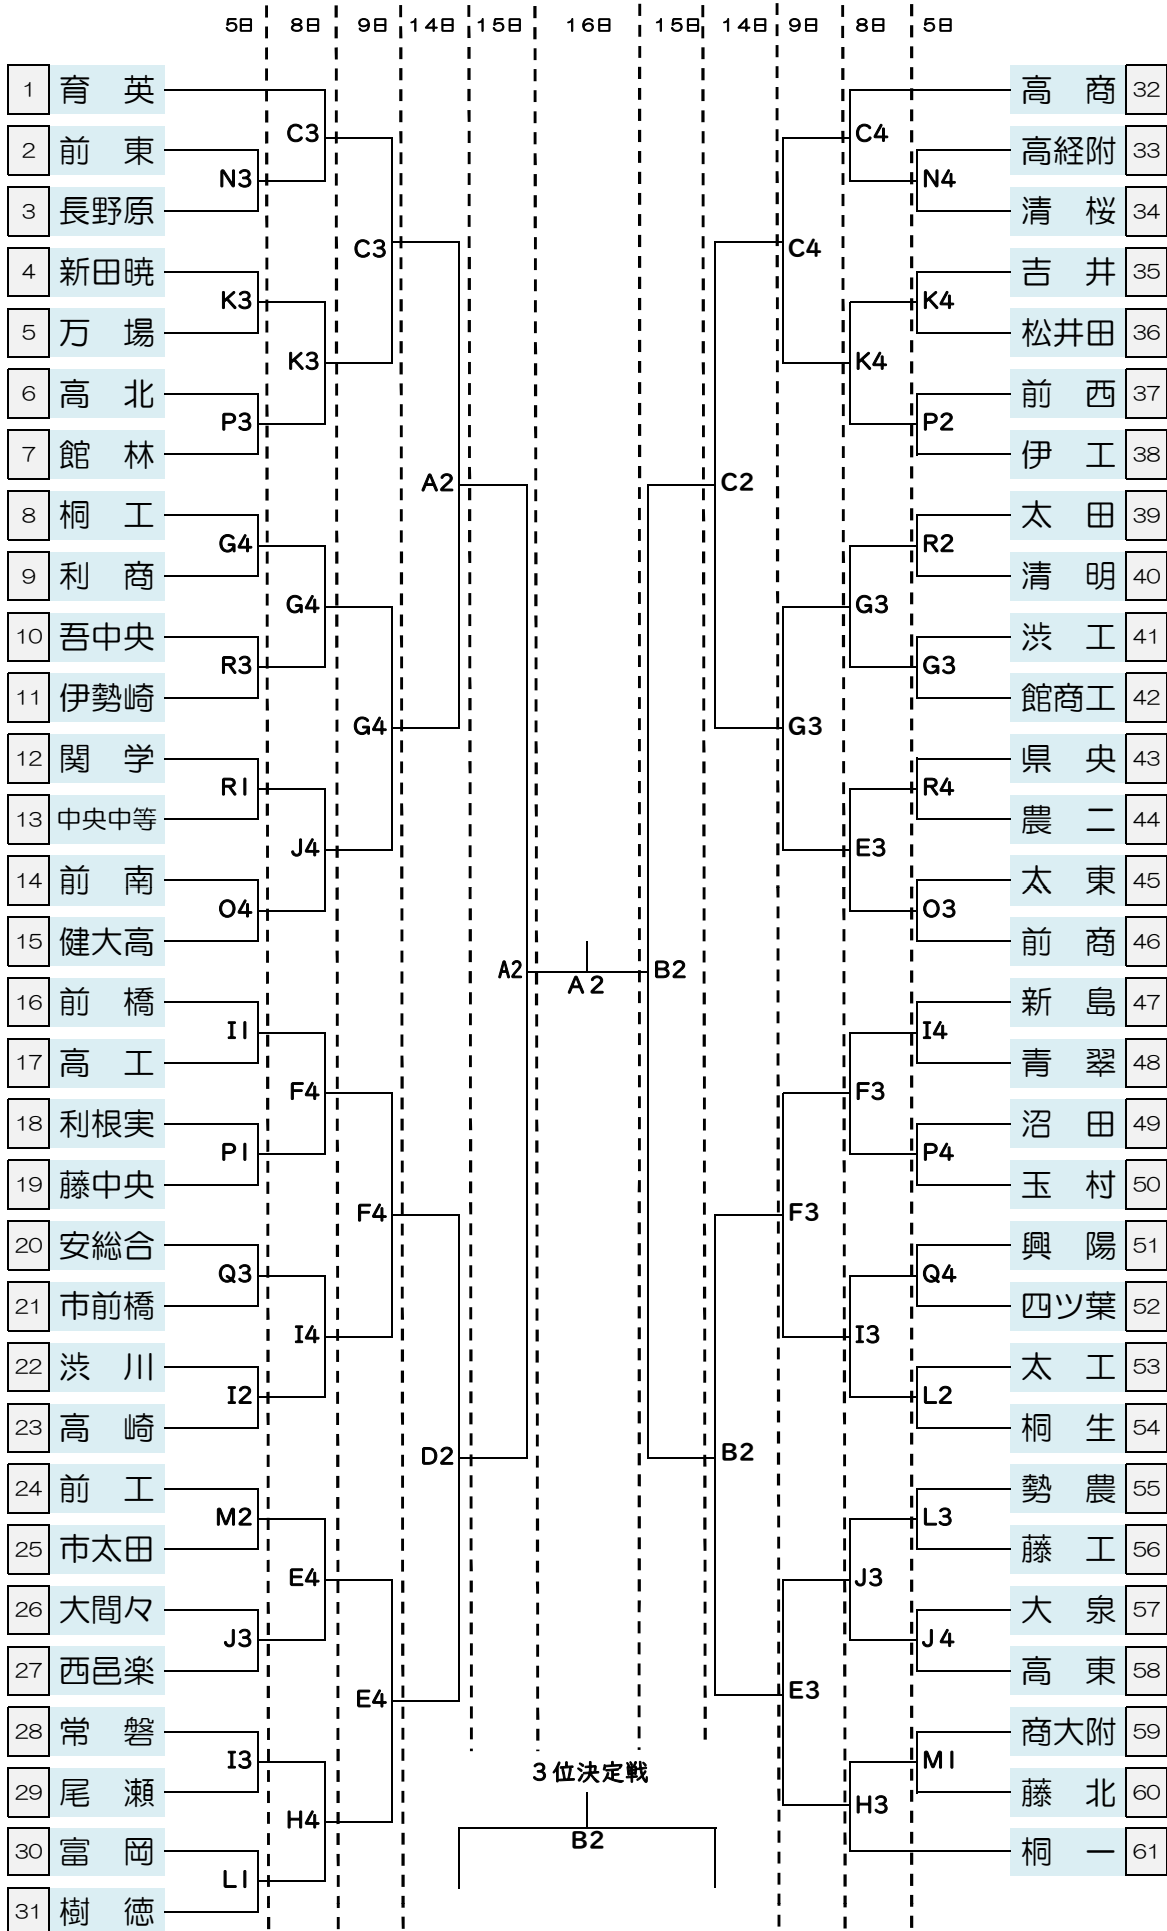 5日 8日 9日 14日 15日 16日 15日 14日 9日 8日 5日
1 育 英
2 前 東
3 長野原
4 新田暁
5 万 場
6 高 北
7 館 林
8 桐 工
9 利 商
10 吾中央
11 伊勢崎
12 関 学
13 中央中等
14 前 南
15 健大高
16 前 橋
17 高 工
18 利根実
19 藤中央
20 安総合
21 市前橋
22 渋 川
23 高 崎
24 前 工
25 市太田
26 大間々
27 西邑楽
28 常 磐
29 尾 瀬
30 富 岡
31 樹 徳
N3
K3
P3
G4
R3
R1
O4
I1
P1
Q3
I2
M2
J3
I3
L1
C3
K3
G4
J4
F4
I4
E4
H4
C3
G4
F4
E4
A2
D2
A2
A2
B2
C2
B2
C4
G3
F3
E3
C4
K4
G3
E3
F3
I3
J3
H3
N4
K4
P2
R2
G3
R4
O3
I4
P4
Q4
L2
L3
J4
M1
高 商 32
高経附 33
清 桜 34
吉 井 35
松井田 36
前 西 37
伊 工 38
太 田 39
清 明 40
渋 工 41
館商工 42
県 央 43
農 二 44
太 東 45
前 商 46
新 島 47
青 翠 48
沼 田 49
玉 村 50
興 陽 51
四ツ葉 52
太 工 53
桐 生 54
勢 農 55
藤 工 56
大 泉 57
高 東 58
商大附 59
藤 北 60
桐 一 61
3位決定戦
B2